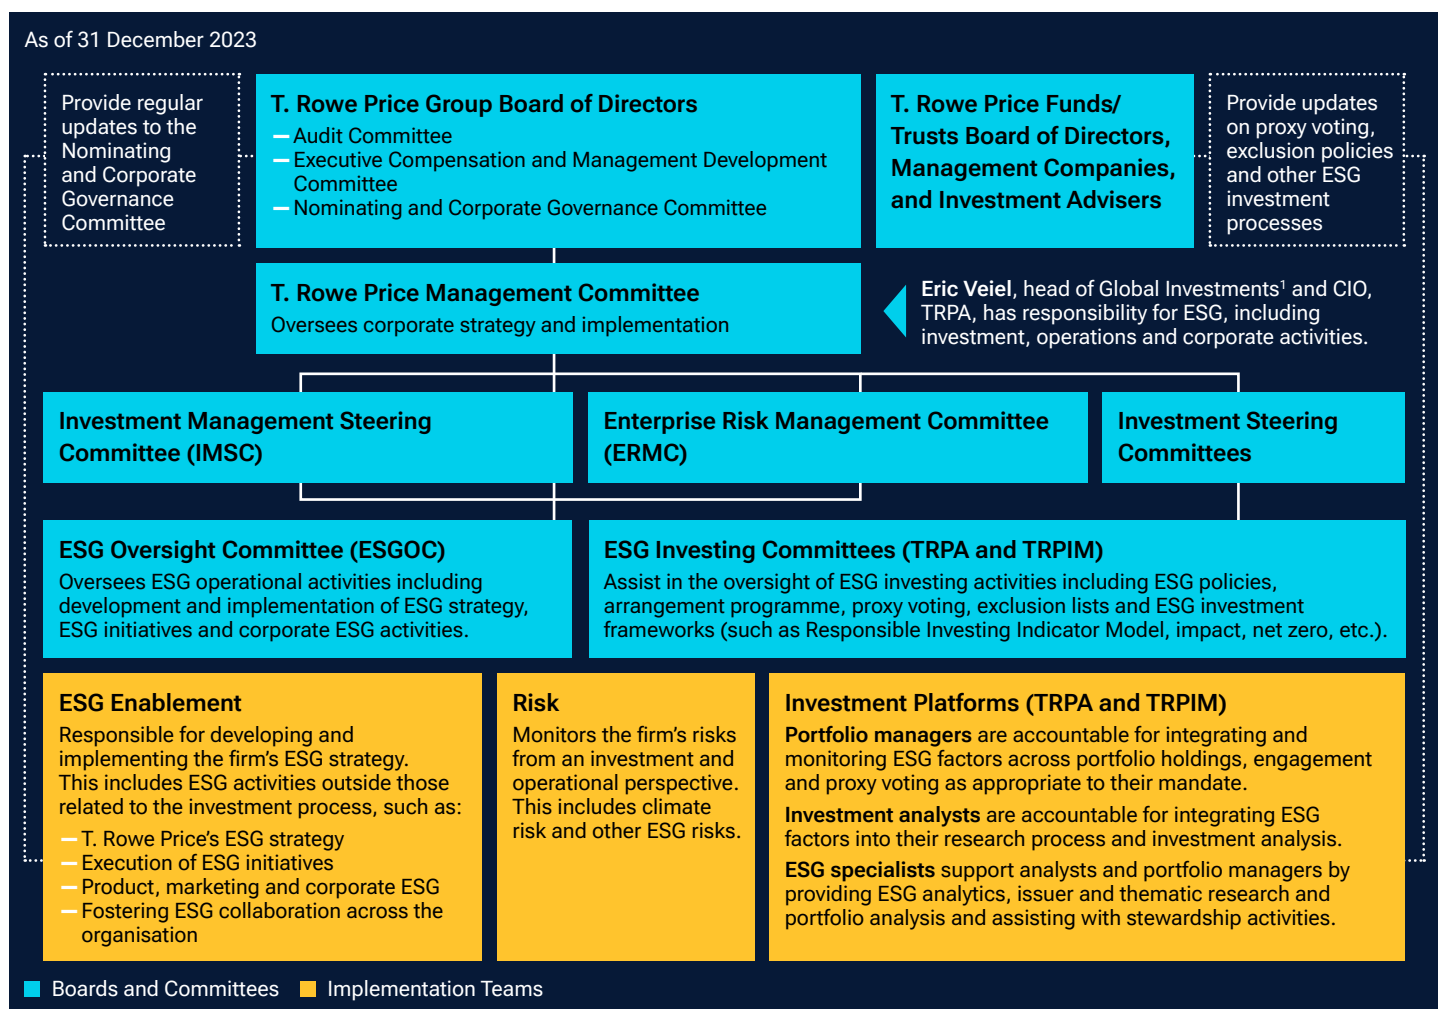 As of 31 December 2023
Provide regular
updates to the
Nominating
and Corporate
Governance
Committee
T. Rowe Price Group Board of Directors
– Audit Committee
– Executive Compensation and Management Development
Committee
– Nominating and Corporate Governance Committee
T. Rowe Price Funds/
Trusts Board of Directors,
Management Companies,
and Investment Advisers
Provide updates
on proxy voting,
exclusion policies
and other ESG
investment
processes
T. Rowe Price Management Committee
Oversees corporate strategy and implementation
Eric Veiel, head of Global Investments¹ and CIO,
TRPA, has responsibility for ESG, including
investment, operations and corporate activities.
Investment Management Steering
Committee (IMSC)
Enterprise Risk Management Committee
(ERMC)
Investment Steering
Committees
ESG Oversight Committee (ESGOC)
Oversees ESG operational activities including
development and implementation of ESG strategy,
ESG initiatives and corporate ESG activities.
ESG Investing Committees (TRPA and TRPIM)
Assist in the oversight of ESG investing activities including ESG policies,
arrangement programme, proxy voting, exclusion lists and ESG investment
frameworks (such as Responsible Investing Indicator Model, impact, net zero, etc.).
ESG Enablement
Responsible for developing and
implementing the firm's ESG strategy.
This includes ESG activities outside those
related to the investment process, such as:
– T. Rowe Price's ESG strategy
– Execution of ESG initiatives
– Product, marketing and corporate ESG
– Fostering ESG collaboration across the
organisation
Risk
Monitors the firm's risks
from an investment and
operational perspective.
This includes climate
risk and other ESG risks.
Investment Platforms (TRPA and TRPIM)
Portfolio managers are accountable for integrating and
monitoring ESG factors across portfolio holdings, engagement
and proxy voting as appropriate to their mandate.
Investment analysts are accountable for integrating ESG
factors into their research process and investment analysis.
ESG specialists support analysts and portfolio managers by
providing ESG analytics, issuer and thematic research and
portfolio analysis and assisting with stewardship activities.
Boards and Committees
Implementation Teams